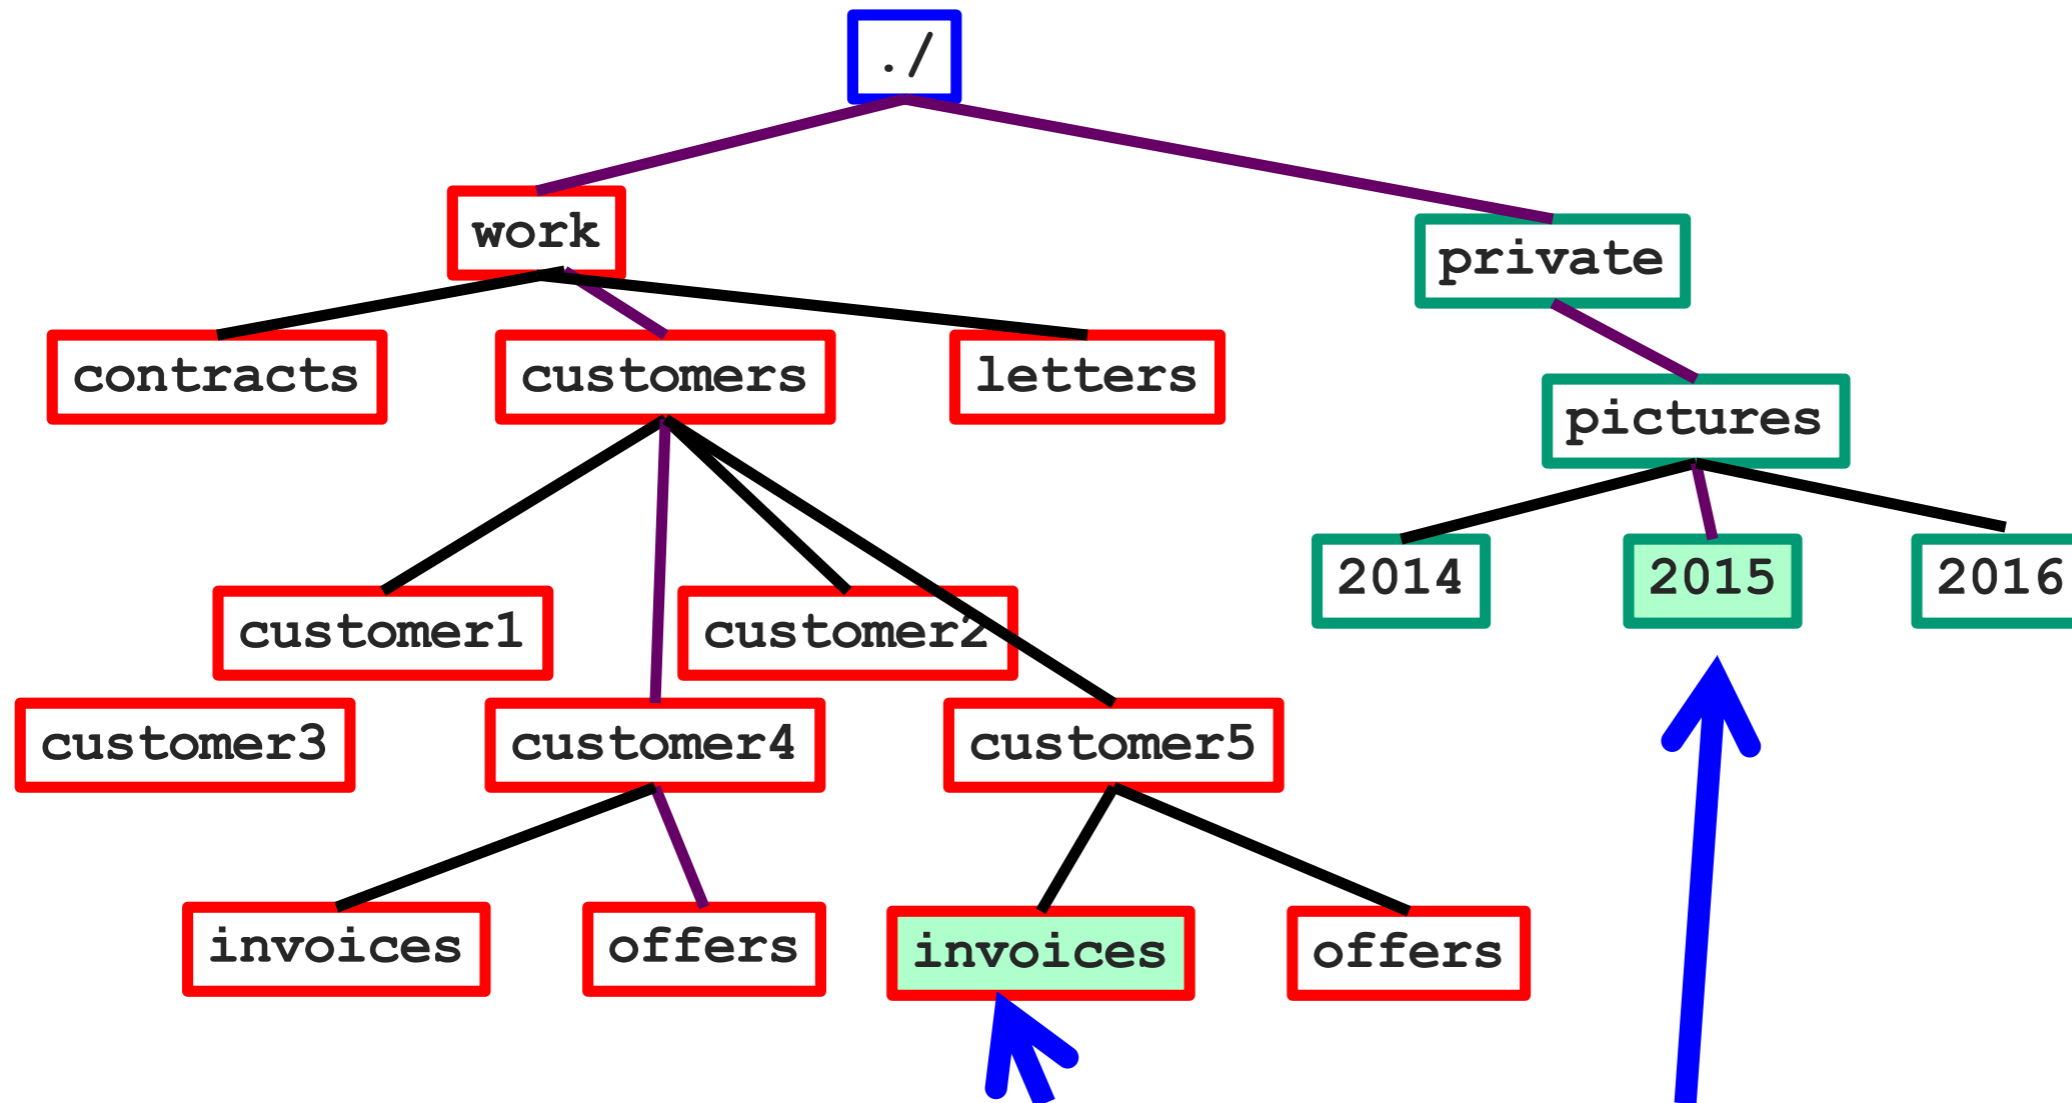 ./
work
private
contracts
customers
letters
pictures
2014
2015
2016
customer1
customer2
customer3
customer4
customer5
invoices
offers
invoices
offers